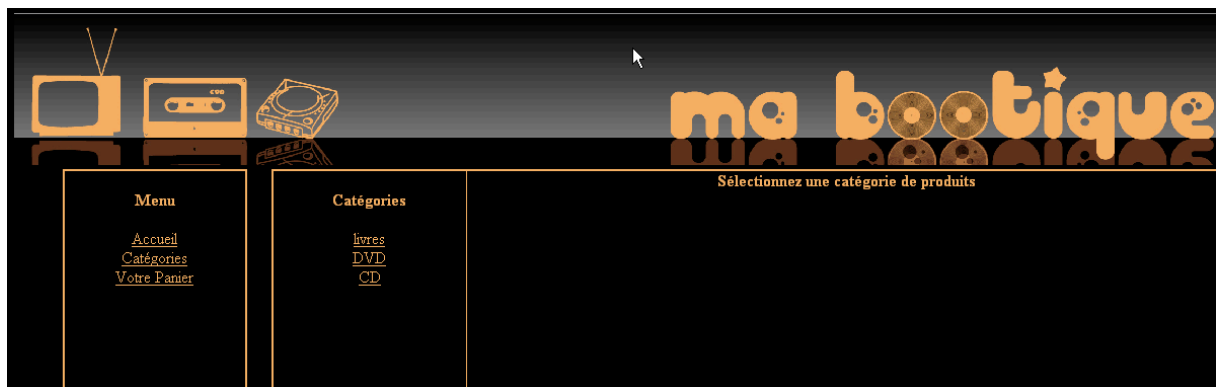 ma bootique
Sélectionnez une catégorie de produits
Menu
Accueil
Catégories
Votre Panier
Catégories
livres
DVD
CD